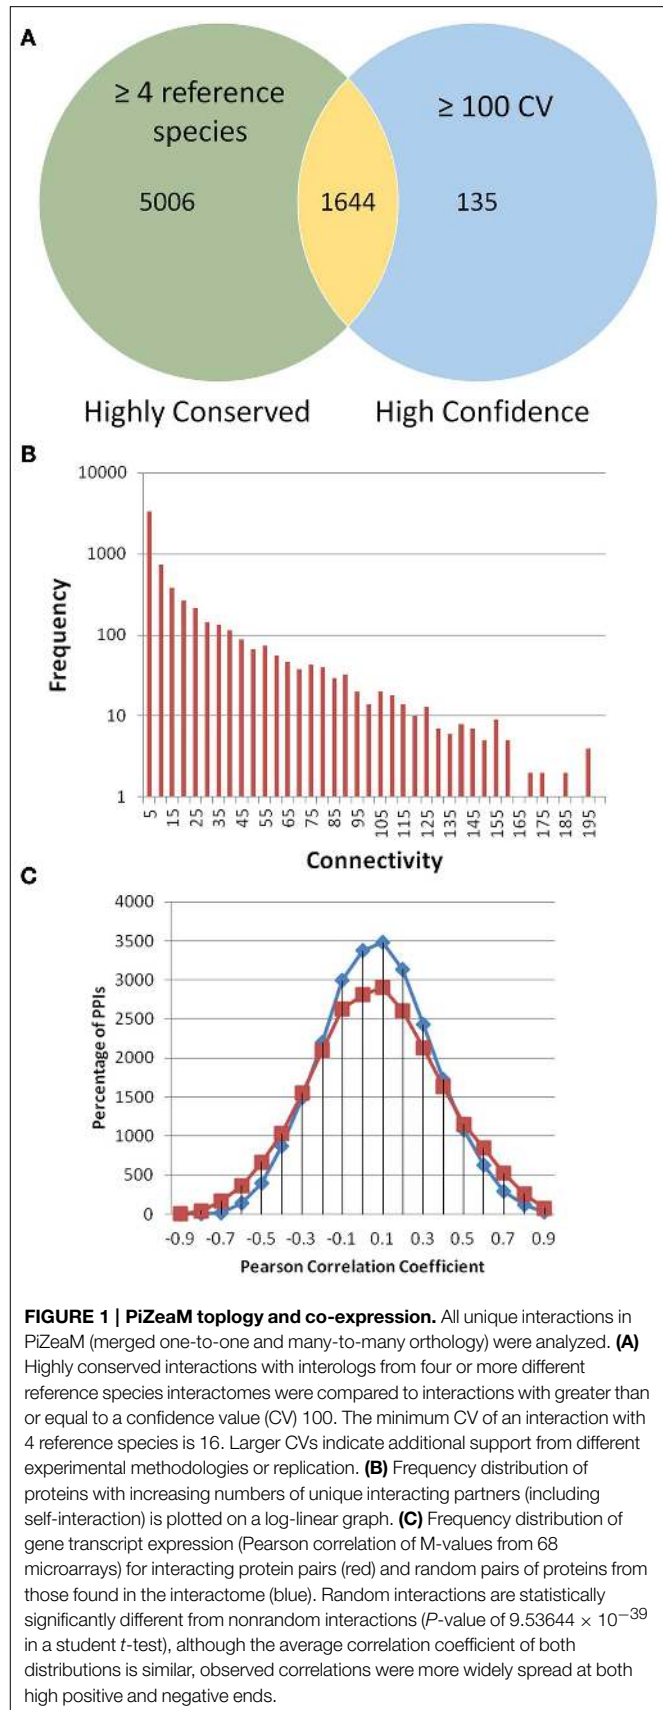 A
≥ 4 reference
species
≥ 100 CV
5006
1644
135
Highly Conserved
High Confidence
B
10000
1000
100
10
1
Frequency
5
15
25
35
45
55
65
75
85
95
105
115
125
135
145
155
165
175
185
195
Connectivity
C
4000
3500
3000
2500
2000
1500
1000
500
0
Percentage of PPIs
-0.9 -0.7 -0.5 -0.3 -0.1 0.1 0.3 0.5 0.7 0.9
Pearson Correlation Coefficient
FIGURE 1 | PiZeaM toplogy and co-expression. All unique interactions in
PiZeaM (merged one-to-one and many-to-many orthology) were analyzed. (A)
Highly conserved interactions with interologs from four or more different
reference species interactomes were compared to interactions with greater than
or equal to a confidence value (CV) 100. The minimum CV of an interaction with
4 reference species is 16. Larger CVs indicate additional support from different
experimental methodologies or replication. (B) Frequency distribution of
proteins with increasing numbers of unique interacting partners (including
self-interaction) is plotted on a log-linear graph. (C) Frequency distribution of
gene transcript expression (Pearson correlation of M-values from 68
microarrays) for interacting protein pairs (red) and random pairs of proteins from
those found in the interactome (blue). Random interactions are statistically
significantly different from nonrandom interactions (P-value of 9.53644 × 10⁻³⁹
in a student t-test), although the average correlation coefficient of both
distributions is similar, observed correlations were more widely spread at both
high positive and negative ends.